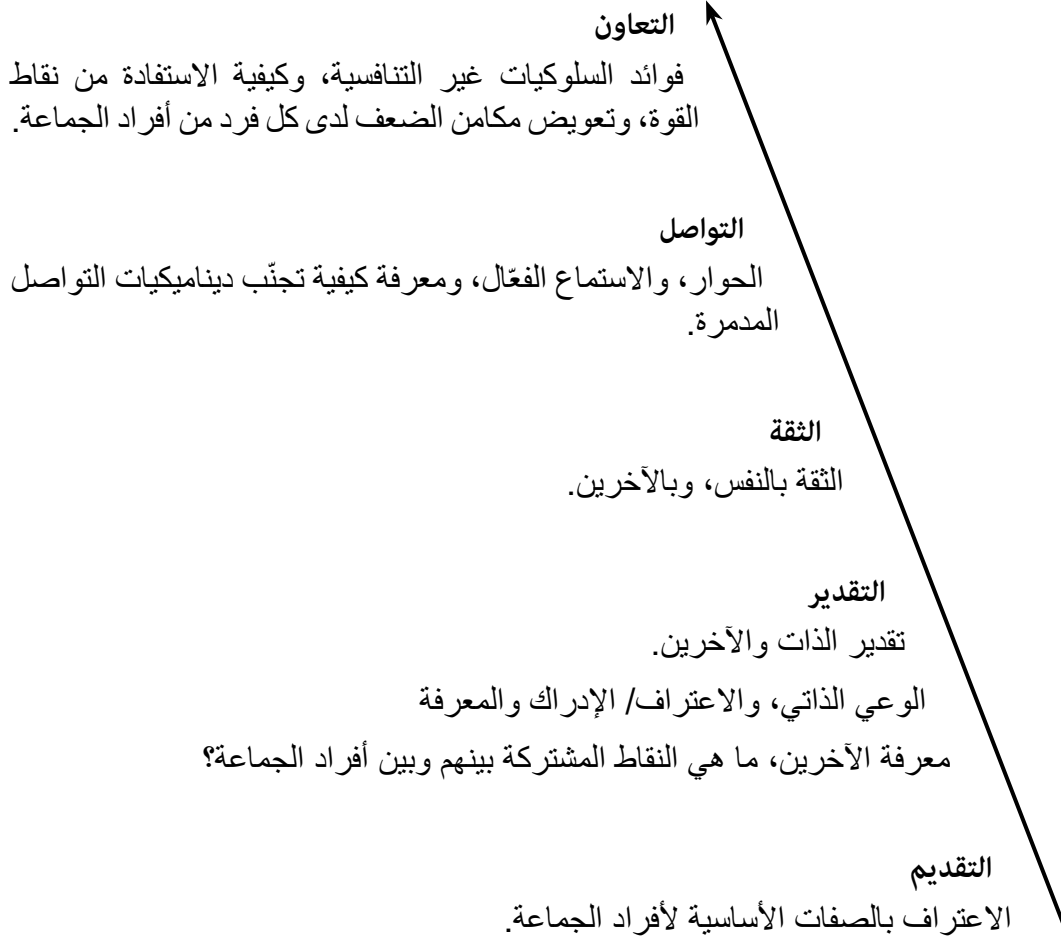 التعاون
فوائد السلوكيات غير التنافسية، وكيفية الاستفادة من نقاط
القوة، وتعويض مكامن الضعف لدى كل فرد من أفراد الجماعة.
التواصل
الحوار، والاستماع الفعّال، ومعرفة كيفية تجنّب ديناميكيات التواصل
المدمرة.
الثقة
الثقة بالنفس، وبالآخرين.
التقدير
تقدير الذات والآخرين.
الوعي الذاتي، والاعتراف/ الإدراك والمعرفة
معرفة الآخرين، ما هي النقاط المشتركة بينهم وبين أفراد الجماعة؟
التقديم
الاعتراف بالصفات الأساسية لأفراد الجماعة.